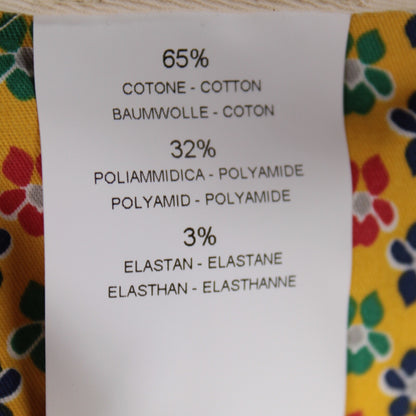 65%
COTONE - COTTON
BAUMWOLLE - COTON
32%
POLIAMMIDICA - POLYAMIDE
POLYAMID - POLYAMIDE
3%
ELASTAN - ELASTANE
ELASTHAN - ELASTHANNE